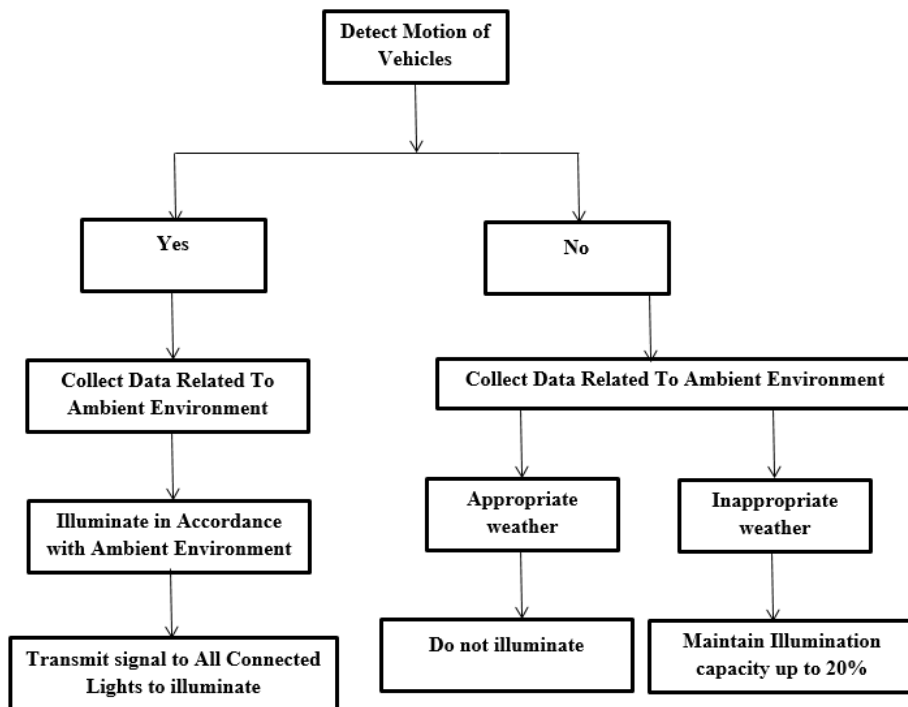 Detect Motion of
Vehicles
Yes
No
Collect Data Related To
Ambient Environment
Collect Data Related To Ambient Environment
Illuminate in Accordance
with Ambient Environment
Appropriate
weather
Inappropriate
weather
Transmit signal to All Connected
Lights to illuminate
Do not illuminate
Maintain Illumination
capacity up to 20%